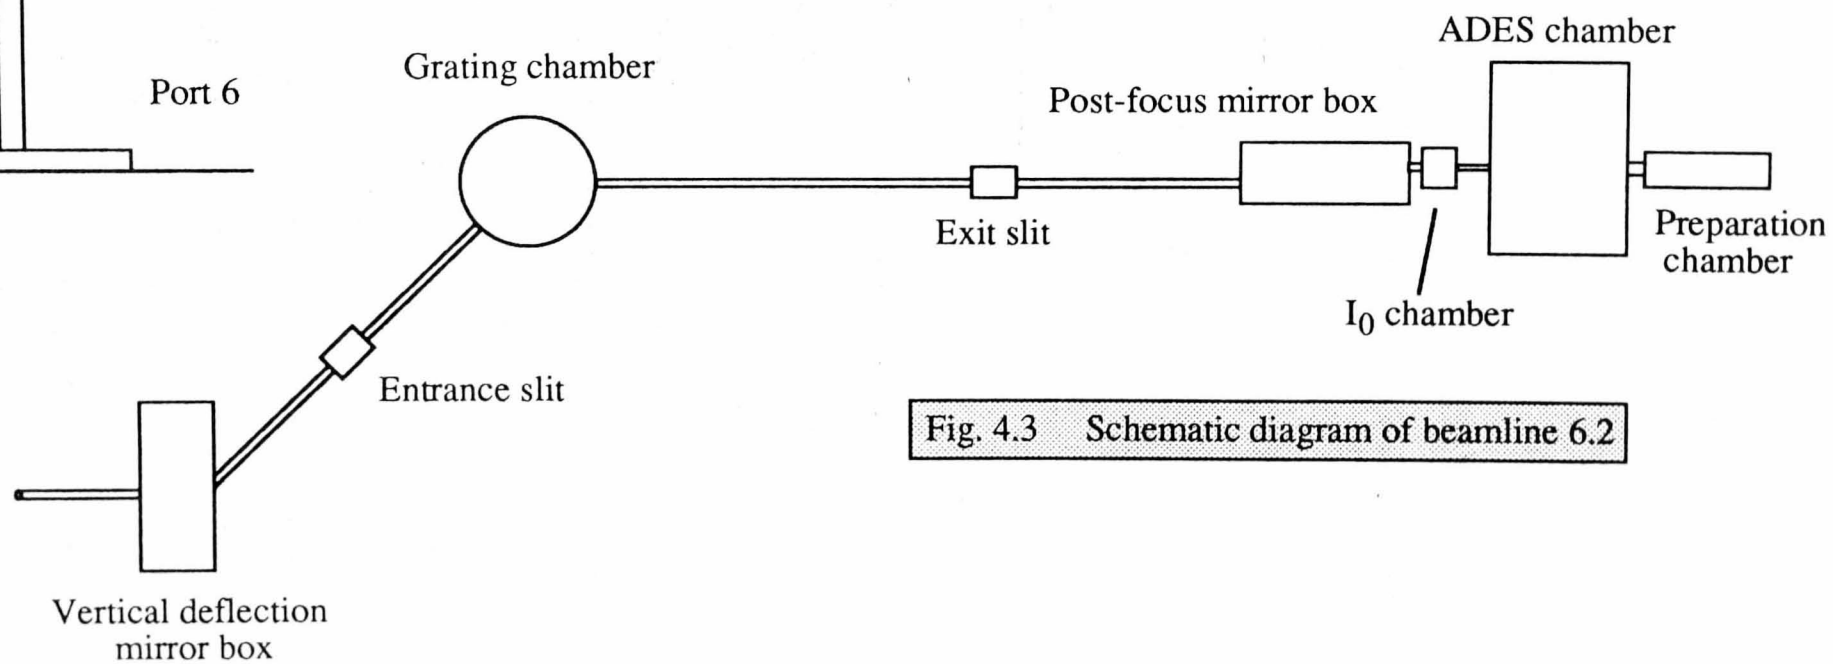 ADES chamber
Grating chamber
Port 6
Post-focus mirror box
Exit slit
Preparation
chamber
I0 chamber
Entrance slit
Fig. 4.3 Schematic diagram of beamline 6.2
Vertical deflection
mirror box